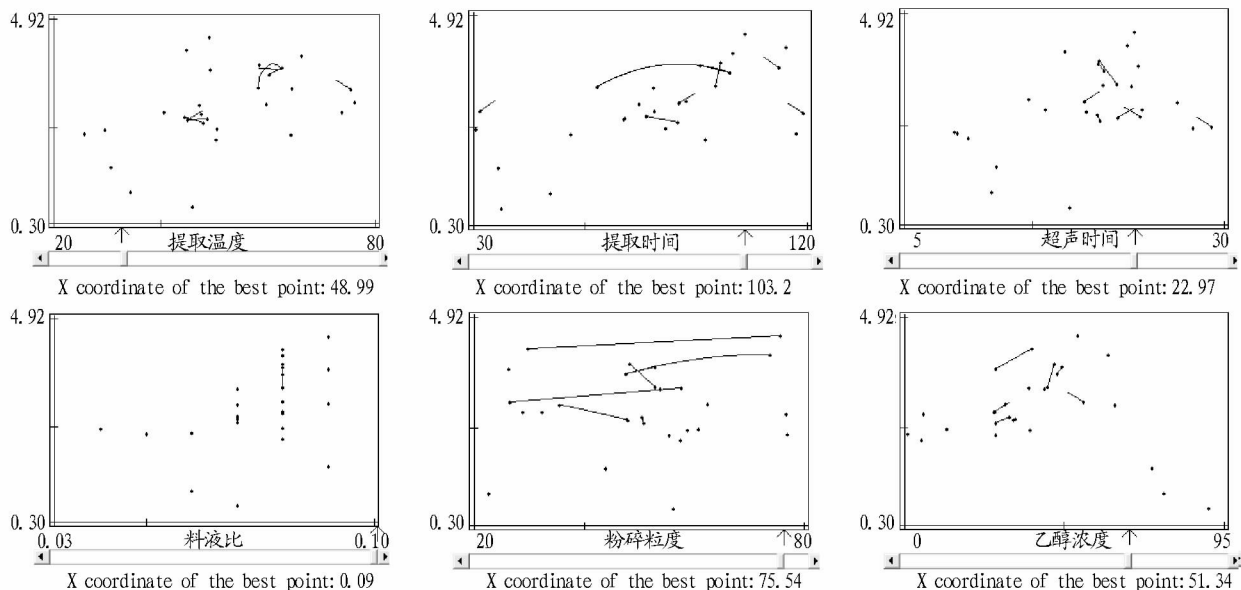 4.92
0.30
20
提取温度
80
X coordinate of the best point:48.99
4.92
0.30
30
提取时间
120
X coordinate of the best point:103.2
4.92
0.30
5
超声时间
30
X coordinate of the best point:22.97
4.92
0.30
0.03
料液比
0.10
X coordinate of the best point:0.09
4.92
0.30
20
粉碎粒度
80
X coordinate of the best point:75.54
4.92
0.30
0
乙醇浓度
95
X coordinate of the best point:51.34